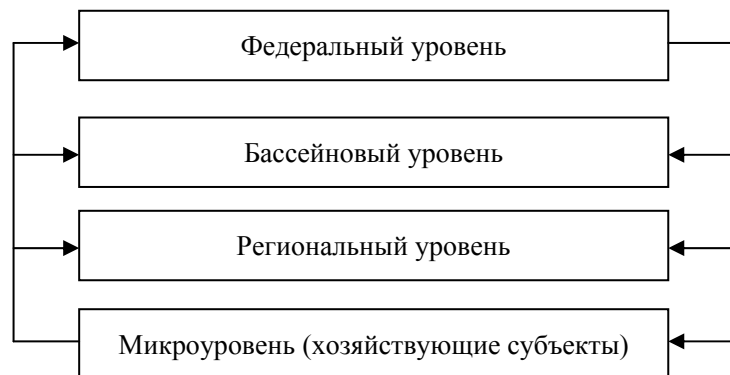 Федеральный уровень
Бассейновый уровень
Региональный уровень
Микроуровень (хозяйствующие субъекты)